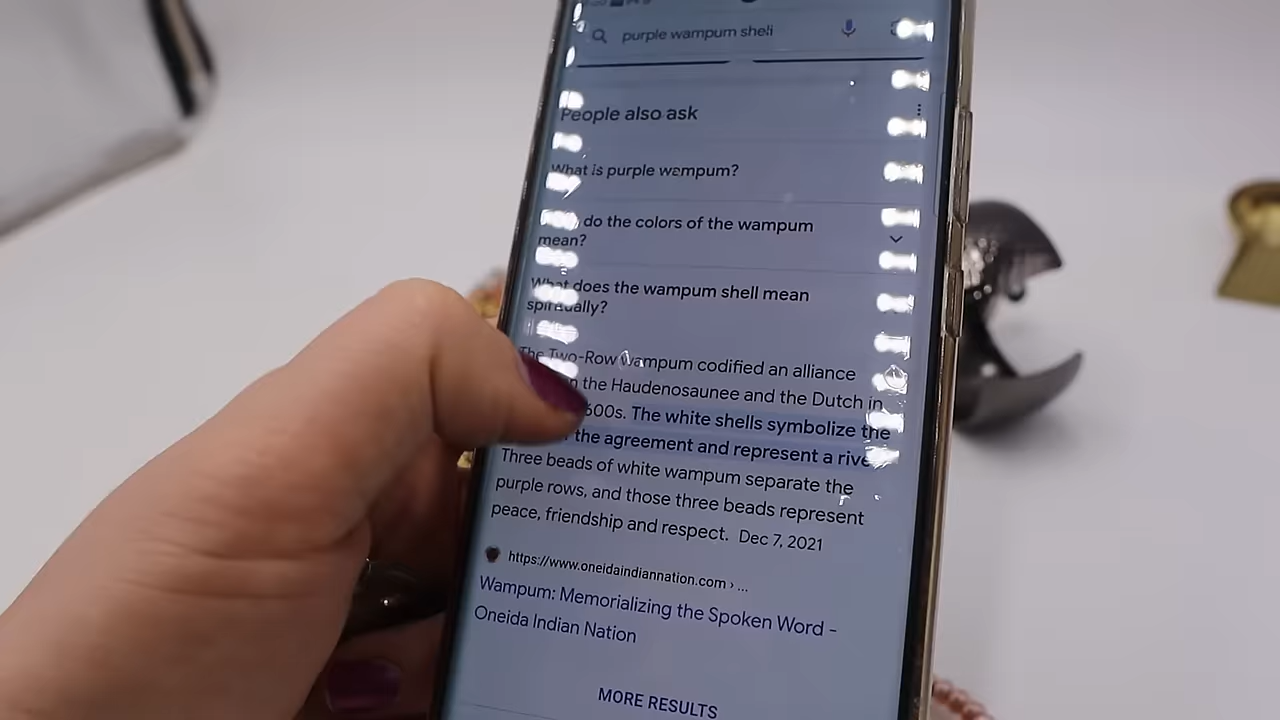 purple wampum shell
People also ask
What is purple wampum?
do the colors of the wampum
mean?
What does the wampum shell mean
spiritually?
The Two-Row Wampum codified an alliance
the Haudenosaunee and the Dutch in
600s. The white shells symbolize the
the agreement and represent a river.
Three beads of white wampum separate the
purple rows, and those three beads represent
peace, friendship and respect. Dec 7, 2021
https://www.oneidaindiannation.com › ...
Wampum: Memorializing the Spoken Word -
Oneida Indian Nation
MORE RESULTS